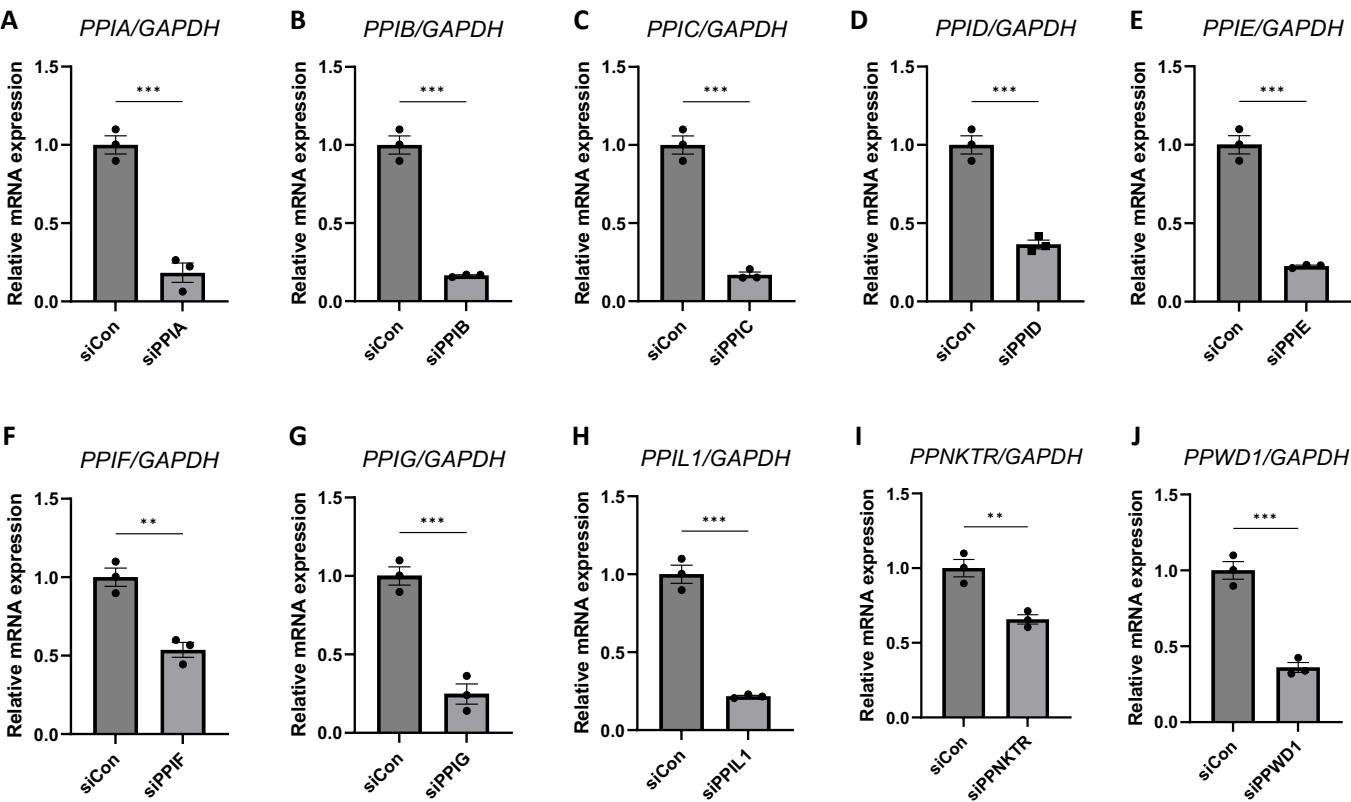 A
PPIA/GAPDH
Relative mRNA expression
1.5
1.0
0.5
0.0
***
siCon
siPPIA
B
PPIB/GAPDH
Relative mRNA expression
1.5
1.0
0.5
0.0
***
siCon
siPPIB
C
PPIC/GAPDH
Relative mRNA expression
1.5
1.0
0.5
0.0
***
siCon
siPPIC
D
PPID/GAPDH
Relative mRNA expression
1.5
1.0
0.5
0.0
***
siCon
siPPID
E
PPIE/GAPDH
Relative mRNA expression
1.5
1.0
0.5
0.0
***
siCon
siPPIE
F
PPIF/GAPDH
Relative mRNA expression
1.5
1.0
0.5
0.0
**
siCon
siPPIF
G
PPIG/GAPDH
Relative mRNA expression
1.5
1.0
0.5
0.0
***
siCon
siPPIG
H
PPIL1/GAPDH
Relative mRNA expression
1.5
1.0
0.5
0.0
***
siCon
siPPIL1
I
PPNKTR/GAPDH
Relative mRNA expression
1.5
1.0
0.5
0.0
**
siCon
siPPNKTR
J
PPWD1/GAPDH
Relative mRNA expression
1.5
1.0
0.5
0.0
***
siCon
siPPWD1